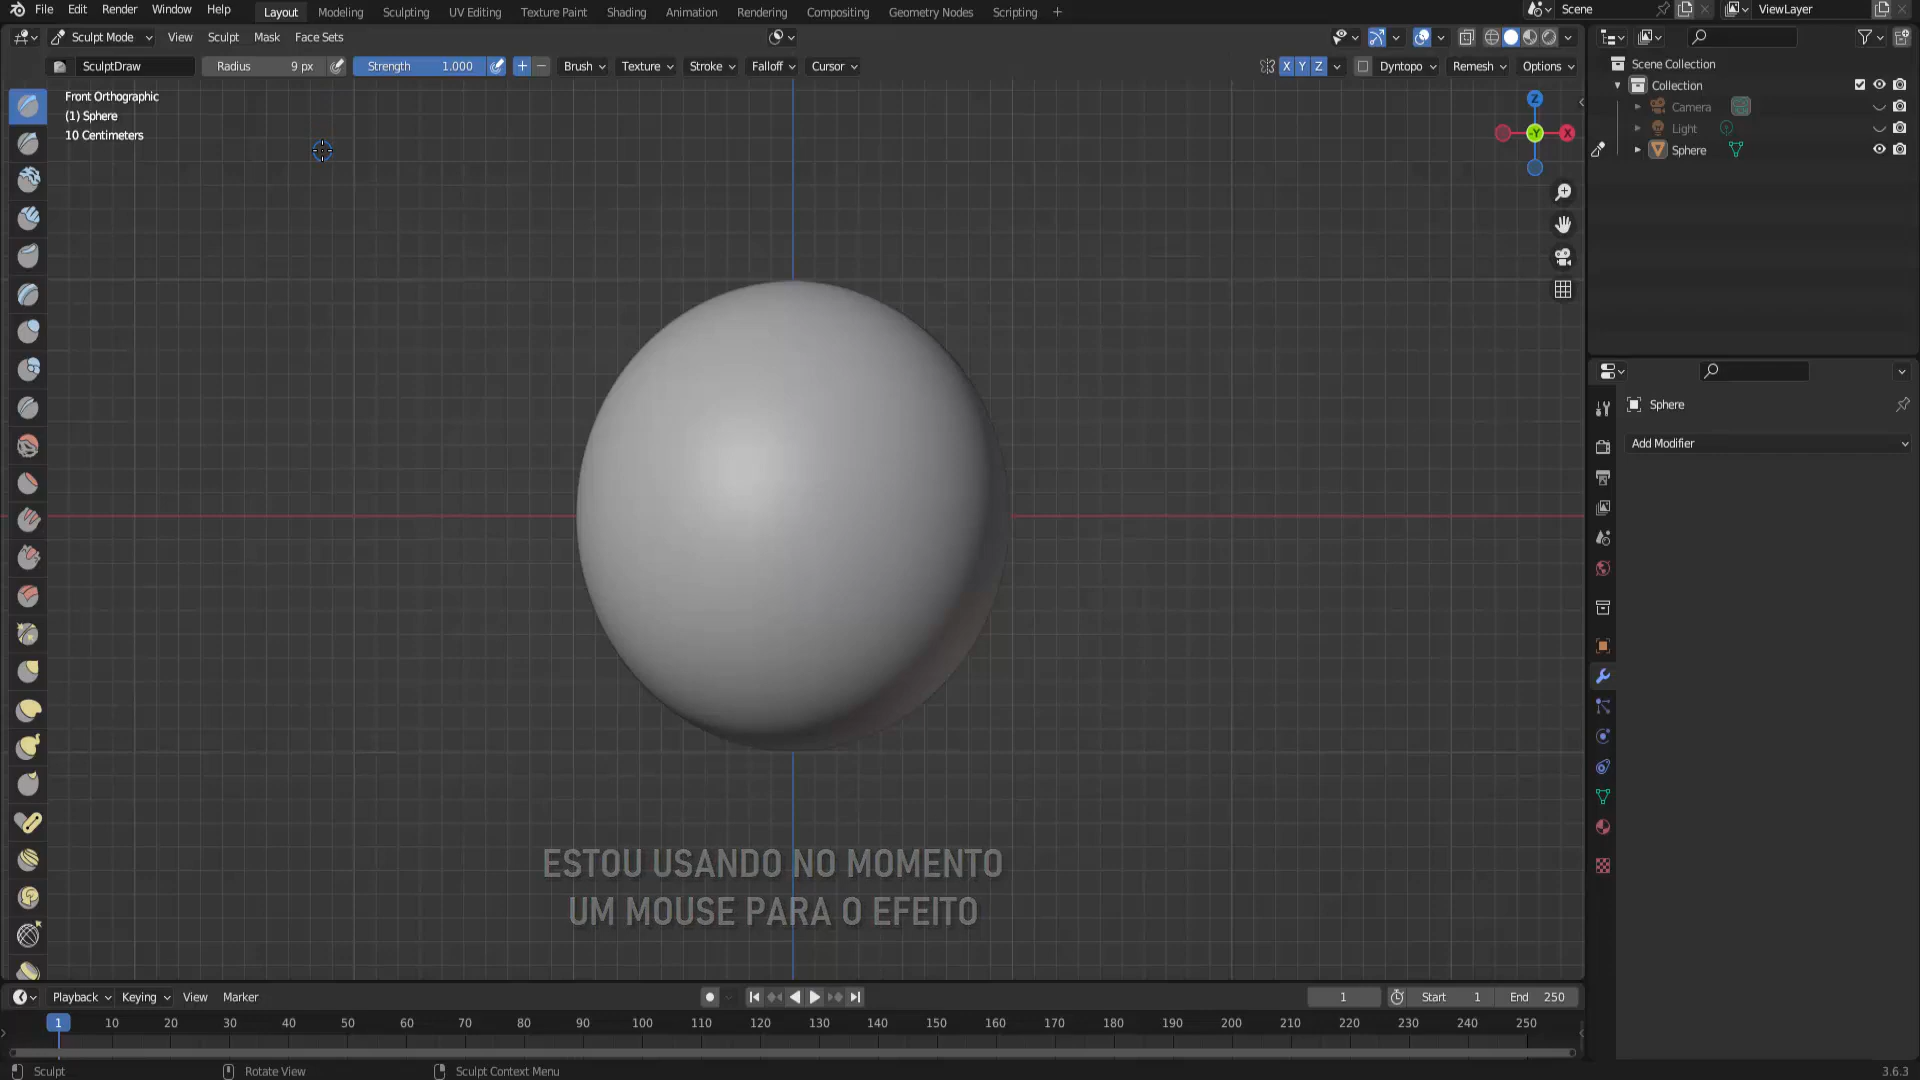 File Edit Render Window Help Layout Modeling Sculpting UV Editing Texture Paint Shading Animation Rendering Compositing Geometry Nodes Scripting + Scene ViewLayer
Sculpt Mode View Sculpt Mask Face Sets
SculptDraw Radius 9 px Strength 1.000 + − Brush Texture Stroke Falloff Cursor X Y Z Dyntopo Remesh Options
Front Orthographic
(1) Sphere
10 Centimeters
Z
-Y X
Scene Collection
Collection
Camera
Light
Sphere
Sphere
Add Modifier
ESTOU USANDO NO MOMENTO
UM MOUSE PARA O EFEITO
Playback Keying View Marker 1 Start 1 End 250
1 10 20 30 40 50 60 70 80 90 100 110 120 130 140 150 160 170 180 190 200 210 220 230 240 250
Sculpt Rotate View Sculpt Context Menu 3.6.3